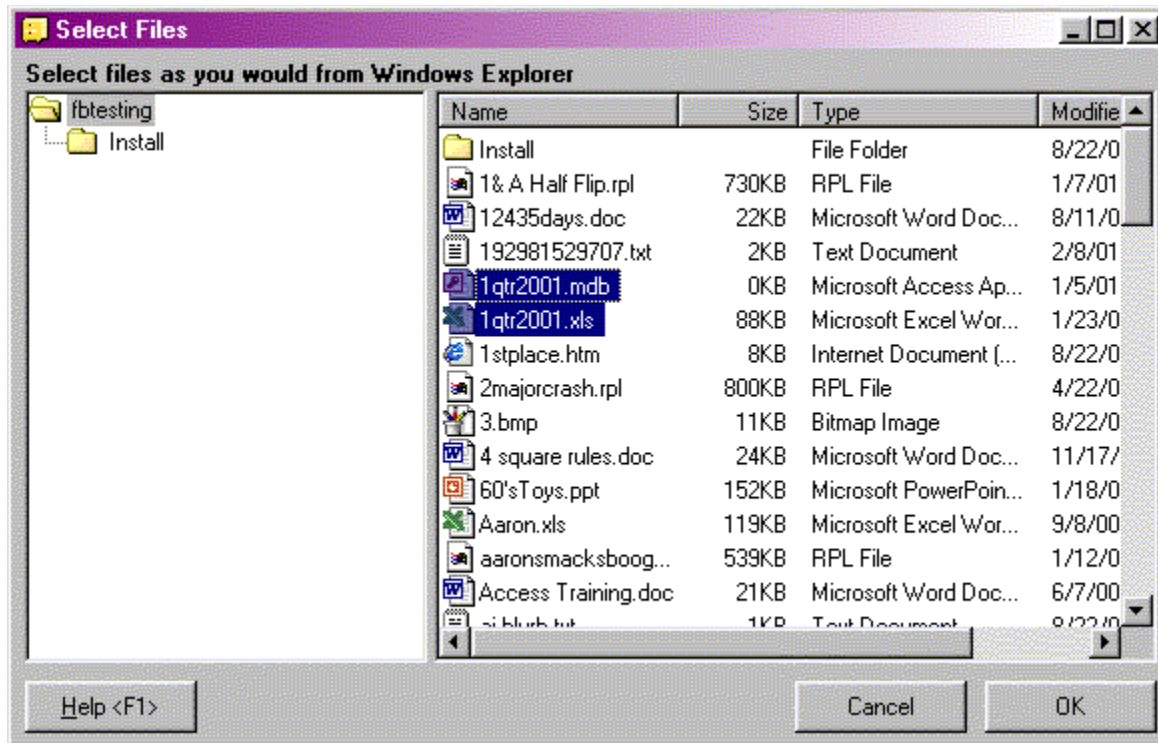 Select Files
Select files as you would from Windows Explorer
fbtesting
Install
Name Size Type Modifie
Install File Folder 8/22/0
1& A Half Flip.rpl 730KB RPL File 1/7/01
12435days.doc 22KB Microsoft Word Doc... 8/11/0
192981529707.txt 2KB Text Document 2/8/01
1qtr2001.mdb 0KB Microsoft Access Ap... 1/5/01
1qtr2001.xls 88KB Microsoft Excel Wor... 1/23/0
1stplace.htm 8KB Internet Document (... 8/22/0
2majorcrash.rpl 800KB RPL File 4/22/0
3.bmp 11KB Bitmap Image 8/22/0
4 square rules.doc 24KB Microsoft Word Doc... 11/17/
60'sToys.ppt 152KB Microsoft PowerPoin... 1/18/0
Aaron.xls 119KB Microsoft Excel Wor... 9/8/00
aaronsmacksboog... 539KB RPL File 1/12/0
Access Training.doc 21KB Microsoft Word Doc... 6/7/00
1KB Text Document
Help <F1> Cancel OK